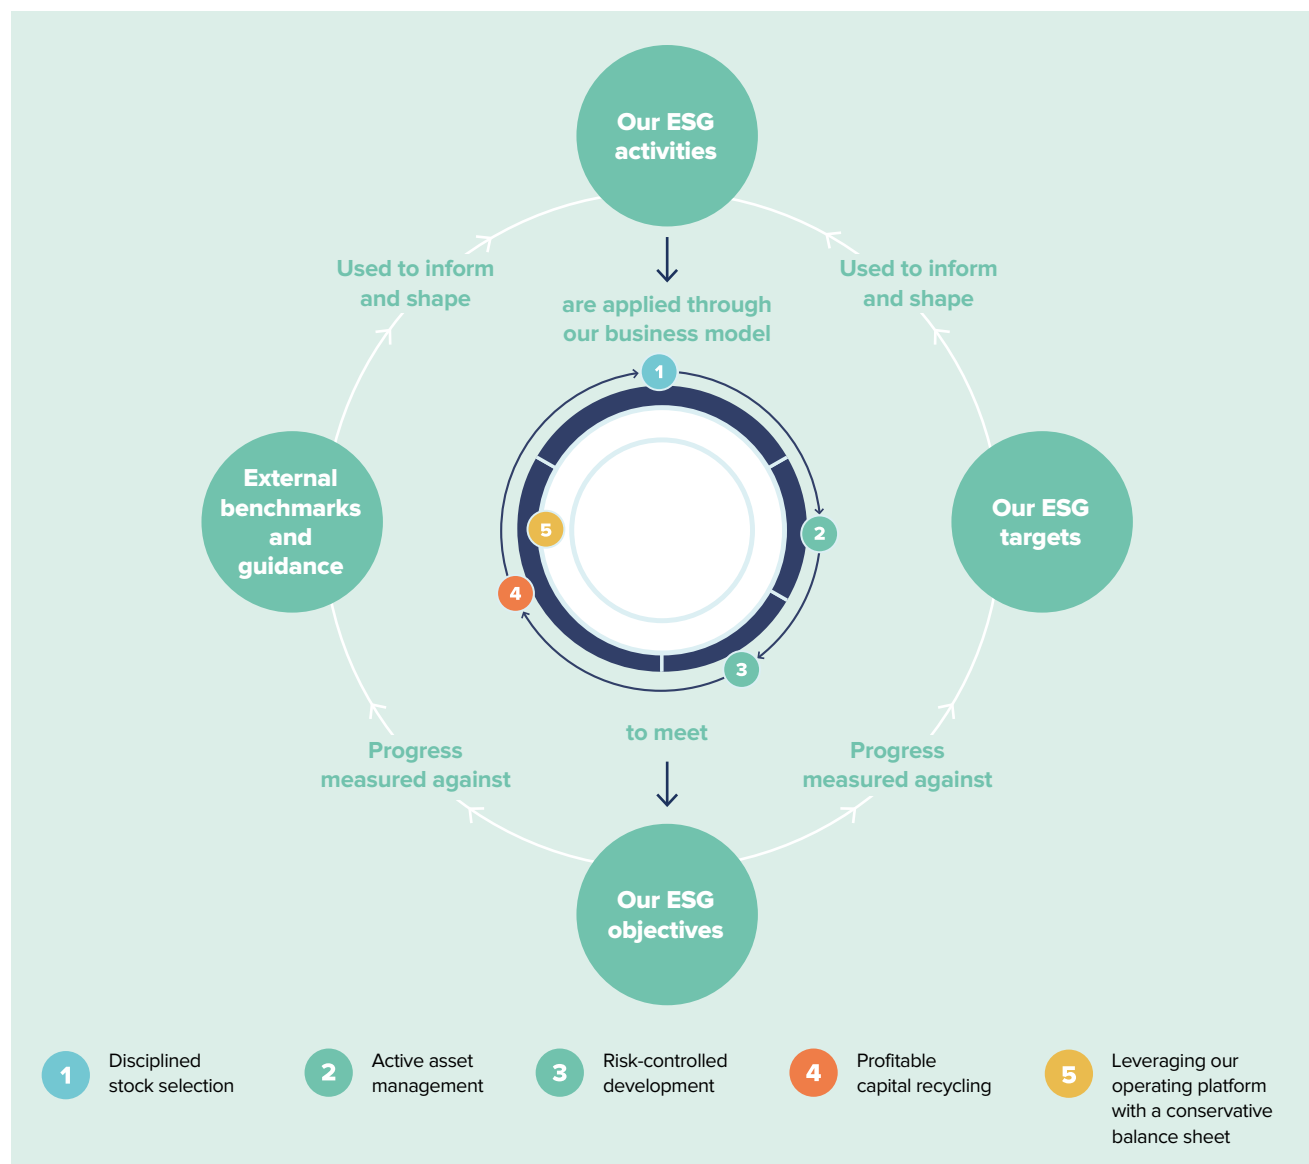 Our ESG
activities
Used to inform
and shape
Used to inform
and shape
are applied through
our business model
1
External
benchmarks
and
guidance
5
2
Our ESG
targets
4
3
to meet
Progress
measured against
Progress
measured against
Our ESG
objectives
1
Disciplined
stock selection
2
Active asset
management
3
Risk-controlled
development
4
Profitable
capital recycling
5
Leveraging our
operating platform
with a conservative
balance sheet